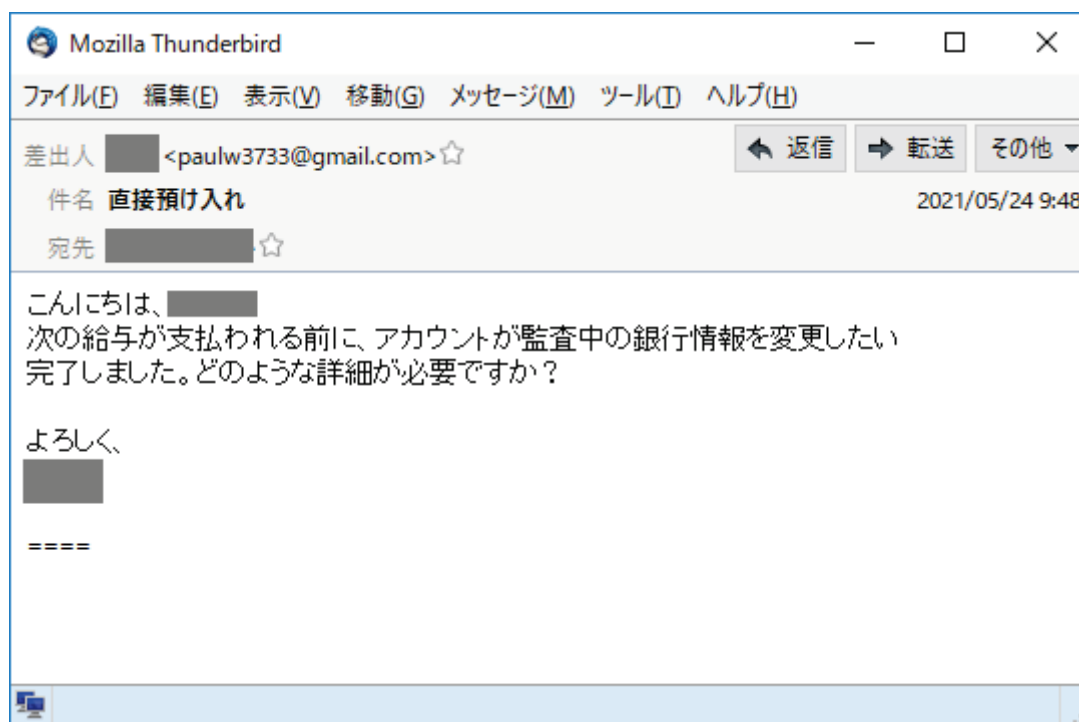 Mozilla Thunderbird
ファイル(F) 編集(E) 表示(V) 移動(G) メッセージ(M) ツール(T) ヘルプ(H)
差出人 <paulw3733@gmail.com> 返信 転送 その他
件名 直接預け入れ 2021/05/24 9:48
宛先
こんにちは、
次の給与が支払われる前に、アカウントが監査中の銀行情報を変更したい
完了しました。どのような詳細が必要ですか?
よろしく、
====